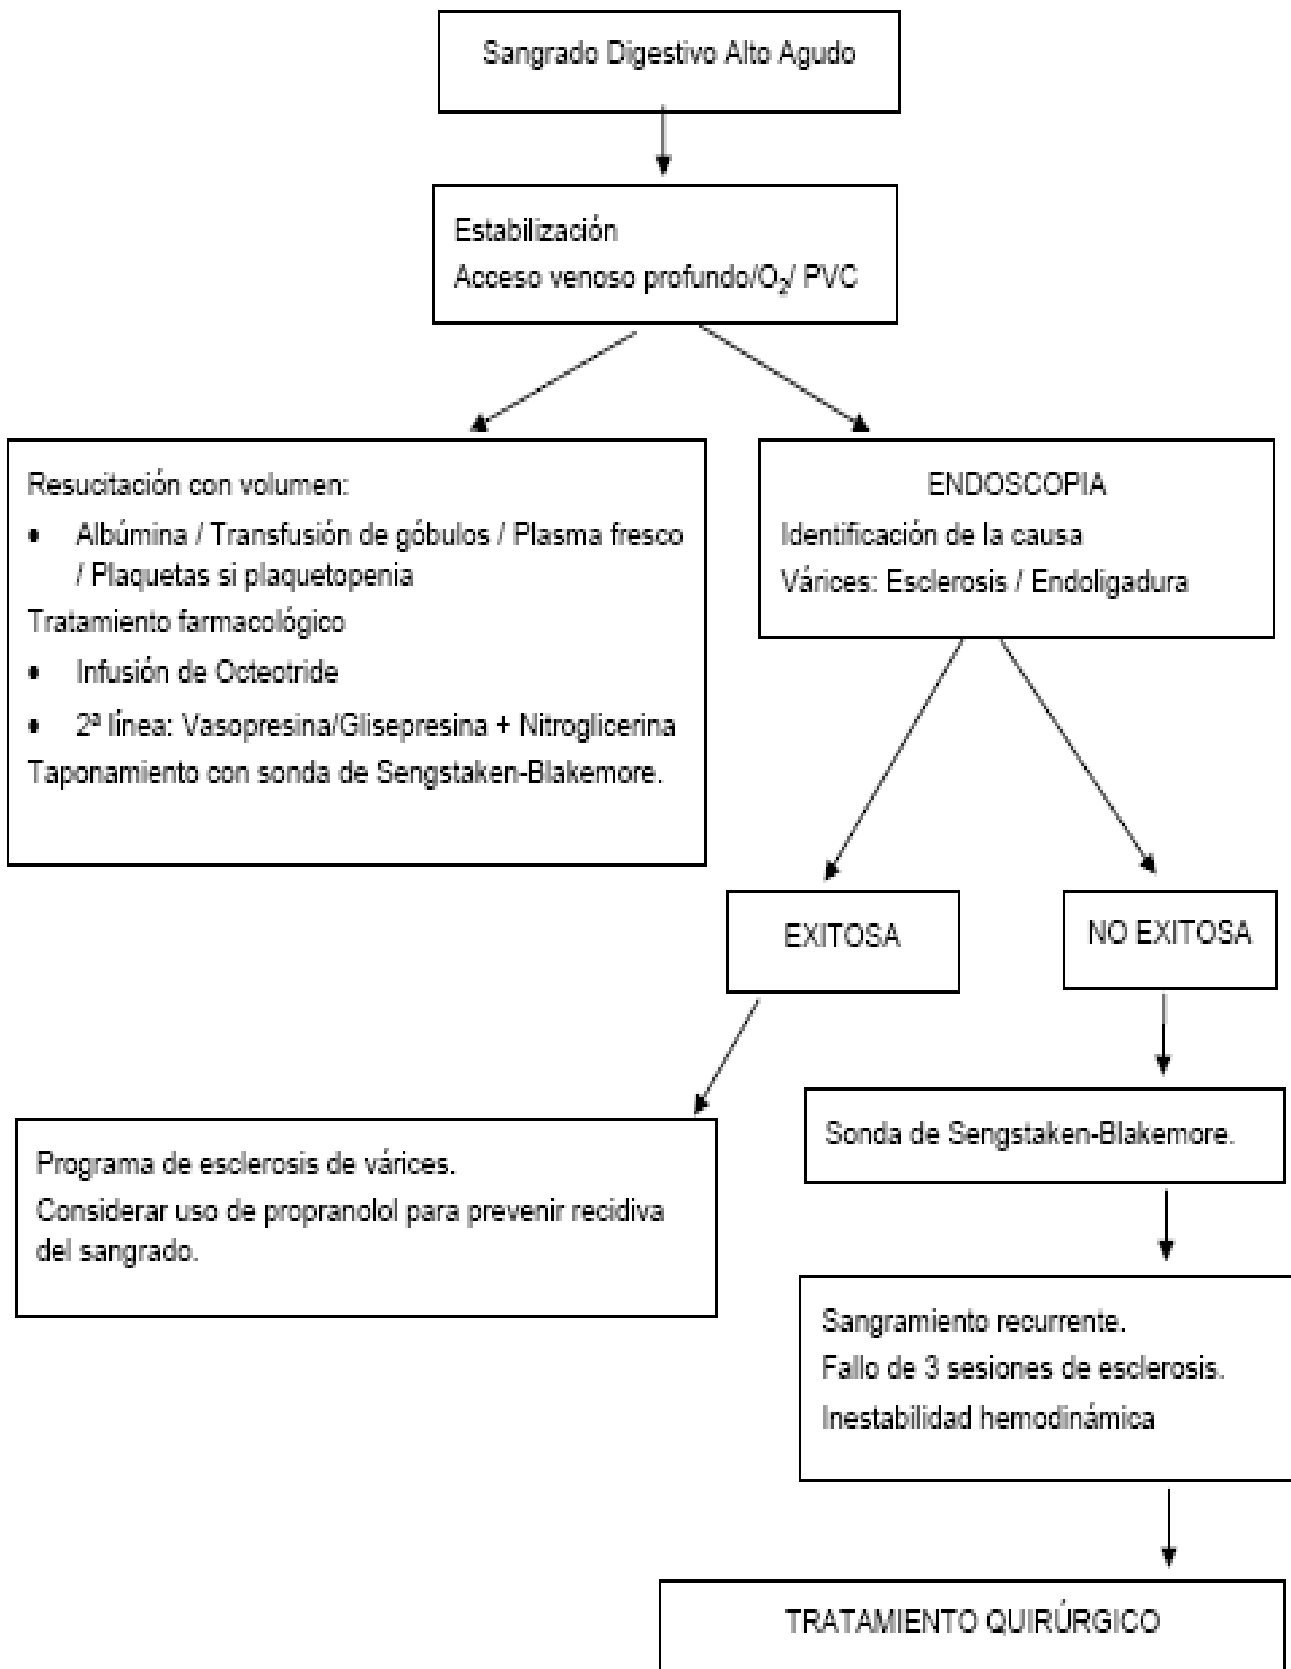 Sangrado Digestivo Alto Agudo
Estabilización
Acceso venoso profundo/O₂/ PVC
Resucitación con volumen:
• Albúmina / Transfusión de góbulos / Plasma fresco
/ Plaquetas si plaquetopenia
Tratamiento farmacológico
• Infusión de Octeotride
• 2ª línea: Vasopresina/Glisepresina + Nitroglicerina
Taponamiento con sonda de Sengstaken-Blakemore.
ENDOSCOPIA
Identificación de la causa
Várices: Esclerosis / Endoligadura
EXITOSA
NO EXITOSA
Programa de esclerosis de várices.
Considerar uso de propranolol para prevenir recidiva
del sangrado.
Sonda de Sengstaken-Blakemore.
Sangramiento recurrente.
Fallo de 3 sesiones de esclerosis.
Inestabilidad hemodinámica
TRATAMIENTO QUIRÚRGICO